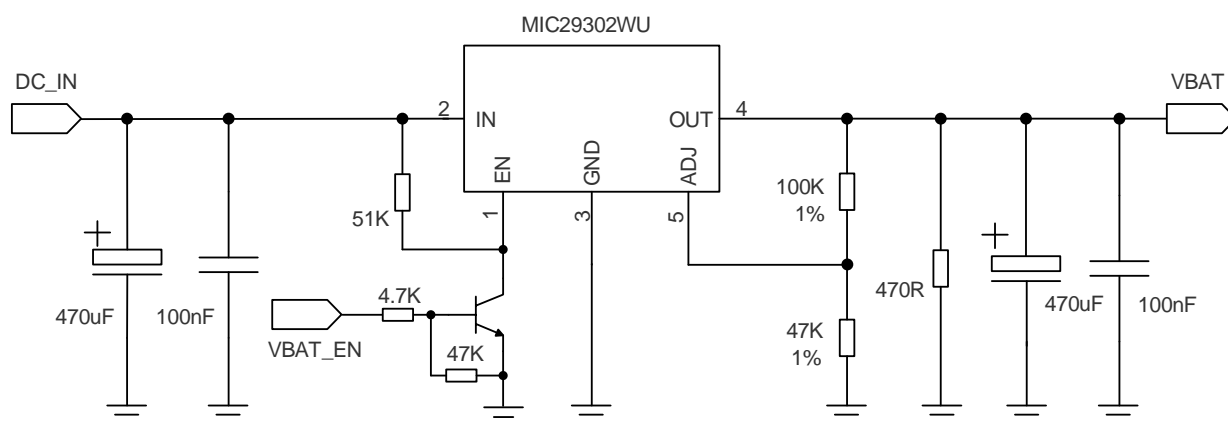 MIC29302WU
DC_IN
VBAT
2
IN
OUT
4
EN
GND
ADJ
1
3
5
51K
100K
1%
470uF
100nF
4.7K
VBAT_EN
47K
47K
1%
470R
470uF
100nF